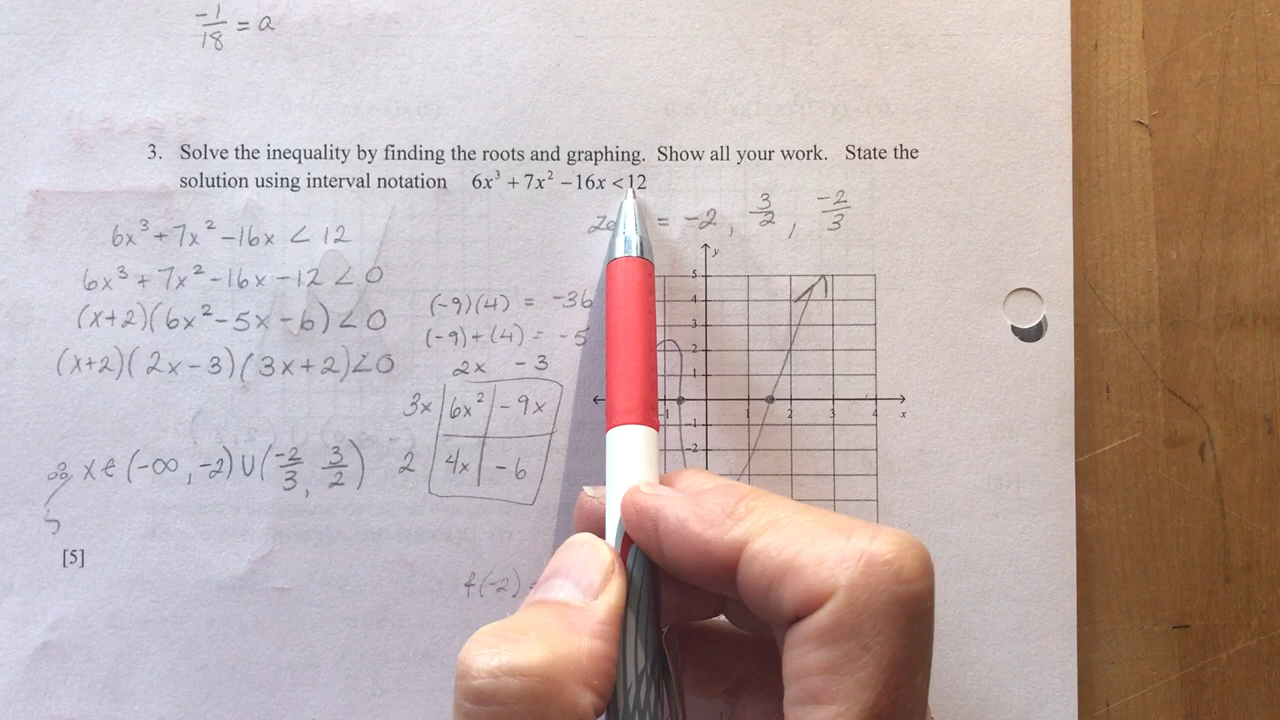 -1/18 = a
3. Solve the inequality by finding the roots and graphing. Show all your work. State the
solution using interval notation 6x³ + 7x² − 16x < 12
= -2, 3/2, -2/3
6x³ + 7x² - 16x < 12
6x³ + 7x² - 16x - 12 < 0
(x+2)(6x² - 5x - 6) < 0
(x+2)(2x - 3)(3x + 2) < 0
(-9)(4) = -36
(-9)+(4) = -5
2x -3
3x 6x² -9x
2 4x -6
x ∈ (-∞, -2) ∪ (-2/3, 3/2)
[5]
f(-2) =
y
5
4
3
2
1
-1 1 2 3 4 x
-1
-2